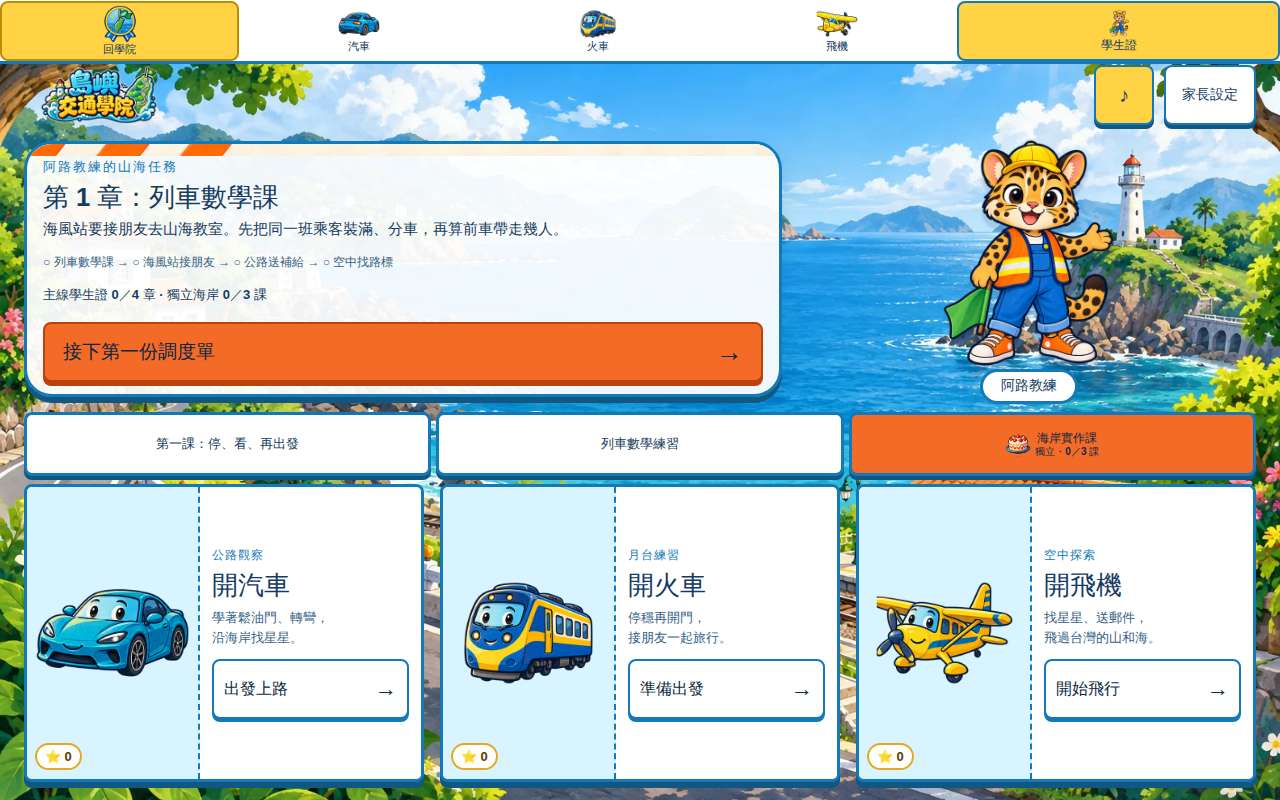 回學院
汽車
火車
飛機
學生證
島嶼
交通學院
♪
家長設定
阿路教練的山海任務
第 1 章：列車數學課
海風站要接朋友去山海教室。先把同一班乘客裝滿、分車，再算前車帶走幾人。
○ 列車數學課 → ○ 海風站接朋友 → ○ 公路送補給 → ○ 空中找路標
主線學生證 0／4 章 · 獨立海岸 0／3 課
接下第一份調度單 →
阿路教練
第一課：停、看、再出發
列車數學練習
海岸實作課
獨立 · 0／3 課
公路觀察
開汽車
學著鬆油門、轉彎，
沿海岸找星星。
出發上路 →
0
月台練習
開火車
停穩再開門，
接朋友一起旅行。
準備出發 →
0
空中探索
開飛機
找星星、送郵件，
飛過台灣的山和海。
開始飛行 →
0